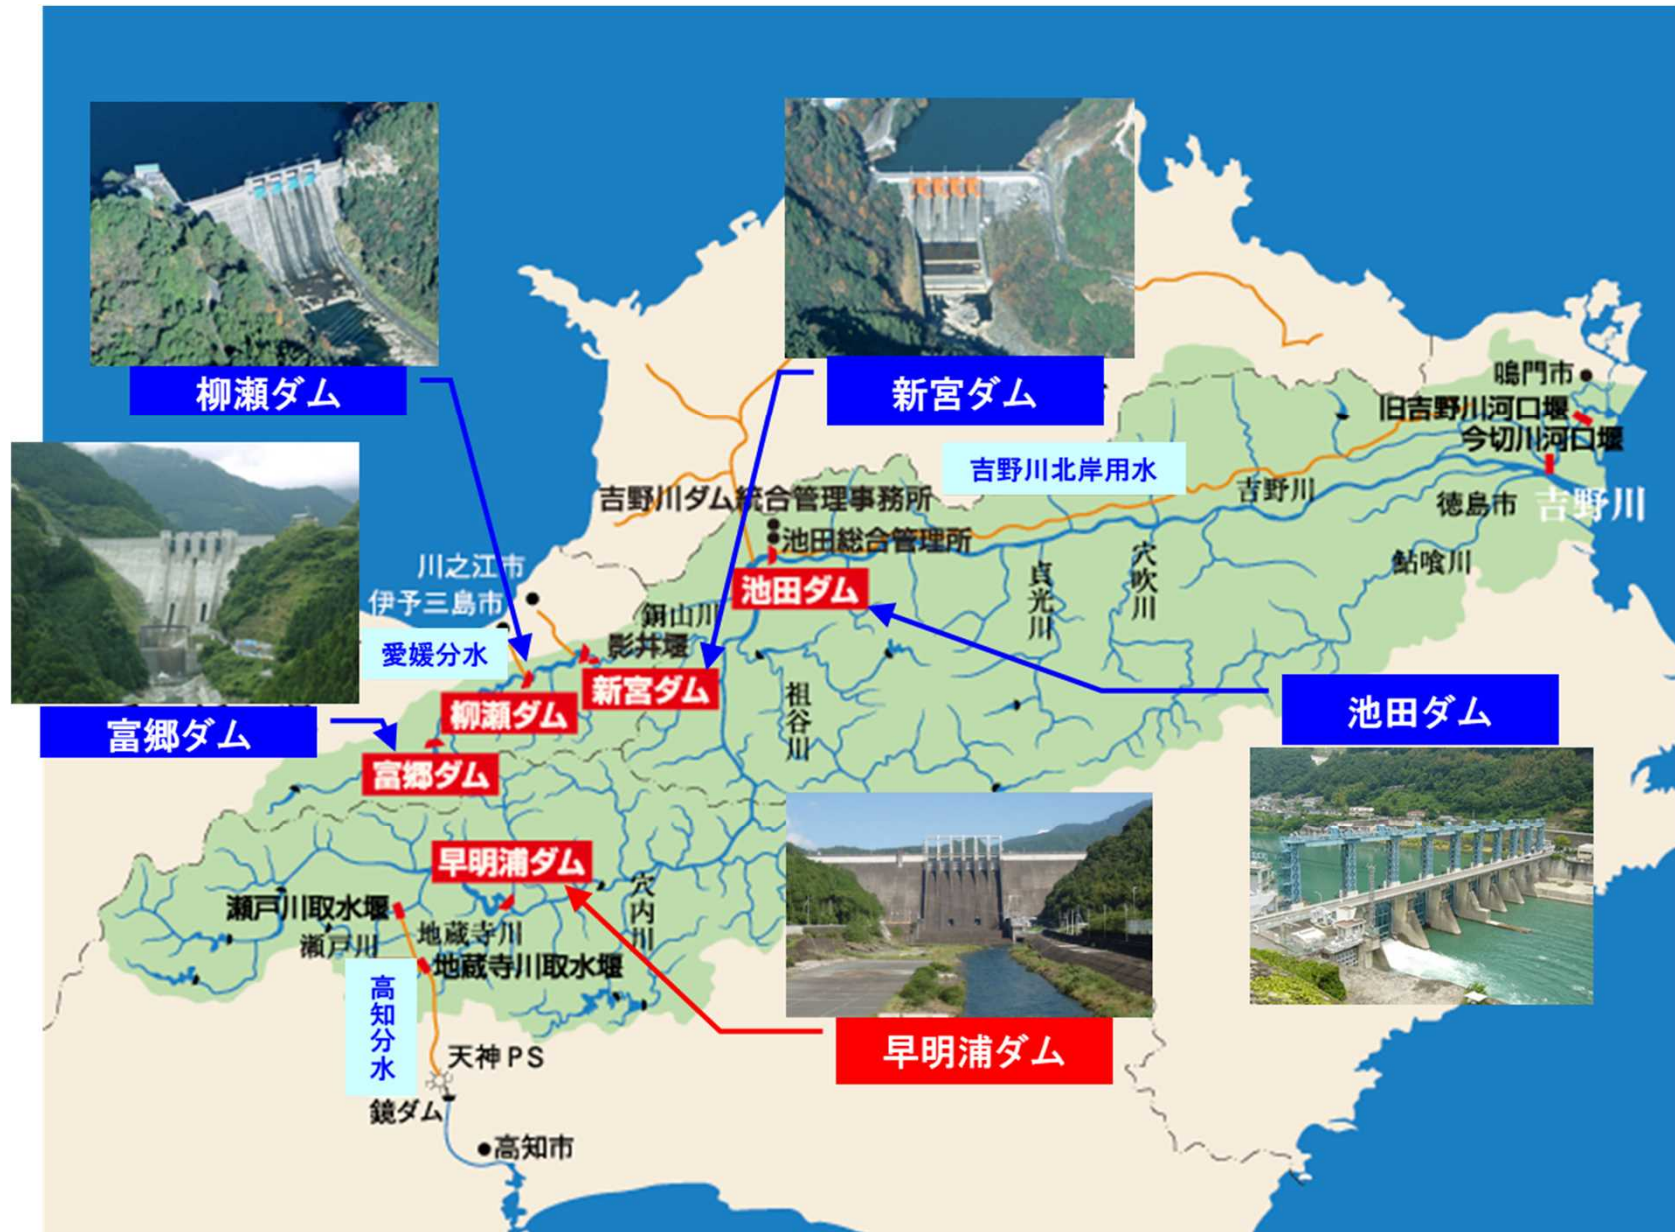 柳瀬ダム
新宮ダム
鳴門市
旧吉野川河口堰
今切川河口堰
吉野川北岸用水
吉野川
徳島市
吉野川
吉野川ダム統合管理事務所
池田総合管理所
鮎喰川
穴吹川
貞光川
池田ダム
川之江市
伊予三島市
銅山川
影井堰
愛媛分水
新宮ダム
柳瀬ダム
祖谷川
池田ダム
富郷ダム
富郷ダム
早明浦ダム
穴内川
瀬戸川取水堰
瀬戸川
地蔵寺川
地蔵寺川取水堰
高知分水
早明浦ダム
天神PS
鏡ダム
高知市